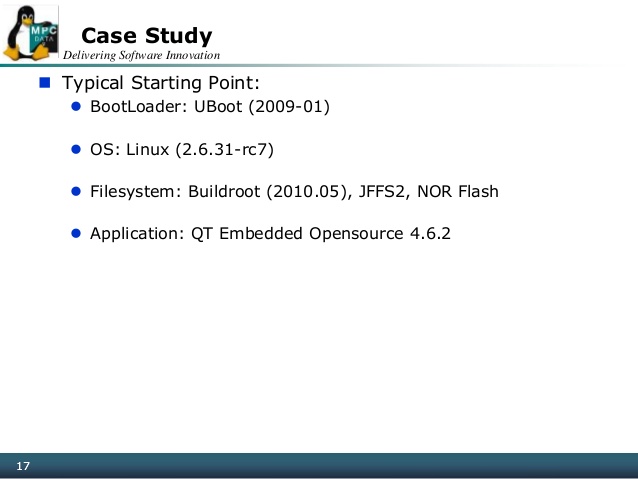 MPC
DATA
Case Study
Delivering Software Innovation
Typical Starting Point:
BootLoader: UBoot (2009-01)
OS: Linux (2.6.31-rc7)
Filesystem: Buildroot (2010.05), JFFS2, NOR Flash
Application: QT Embedded Opensource 4.6.2
17